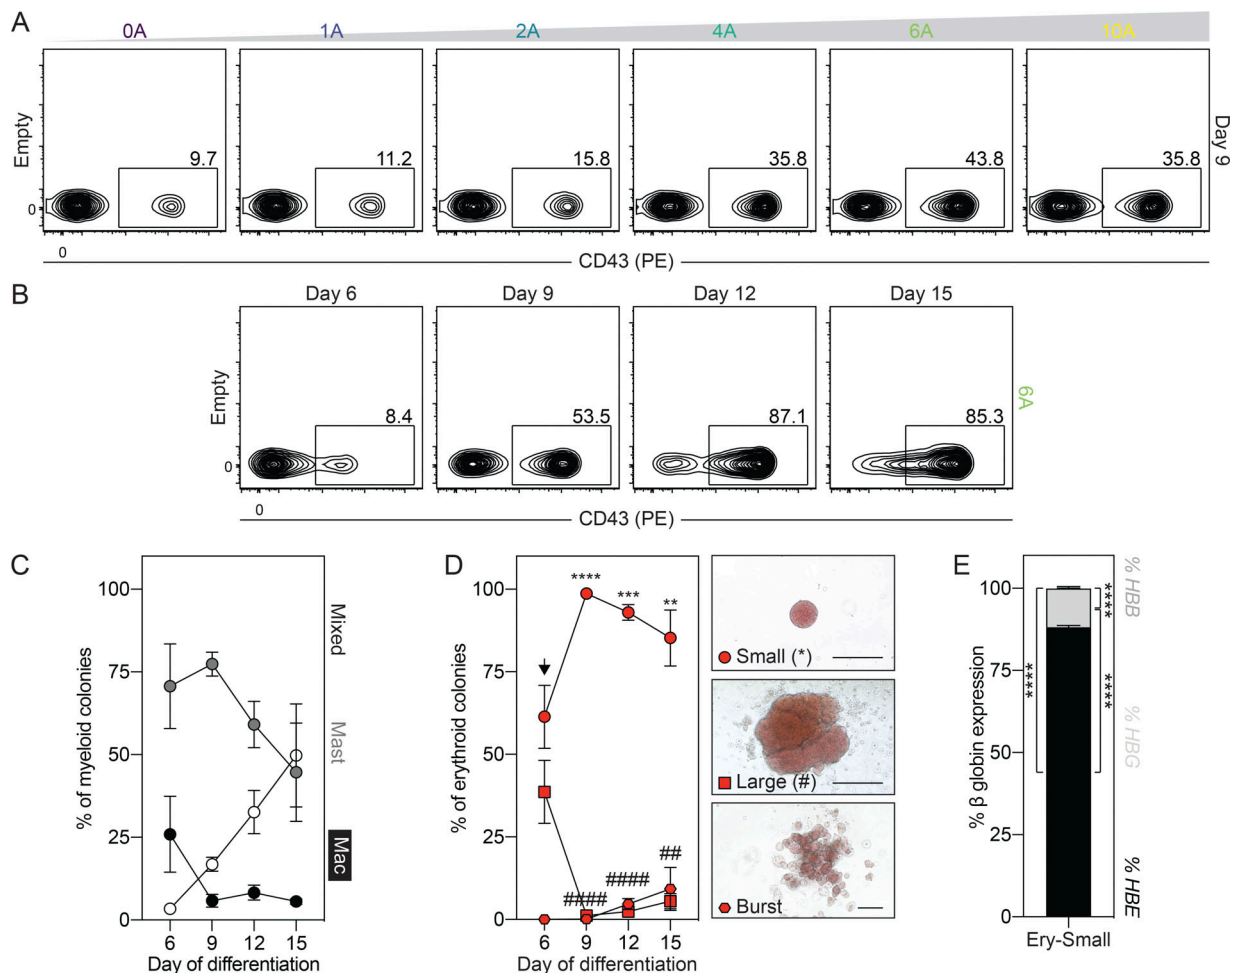 A
0A 1A 2A 4A 6A 10A
Empty
9.7 11.2 15.8 35.8 43.8 35.8
Day 9
0
0
CD43 (PE)
B
Day 6 Day 9 Day 12 Day 15
Empty
8.4 53.5 87.1 85.3
6A
0
0
CD43 (PE)
C
% of myeloid colonies
100
75
50
25
0
6 9 12 15
Day of differentiation
Mixed
Mast
Mac
D
% of erythroid colonies
100
75
50
25
0
**** *** **
#### #### ##
6 9 12 15
Day of differentiation
Small (*)
Large (#)
Burst
E
% β globin expression
100
75
50
25
0
****
****
****
% HBB
% HBG
% HBE
Ery-Small